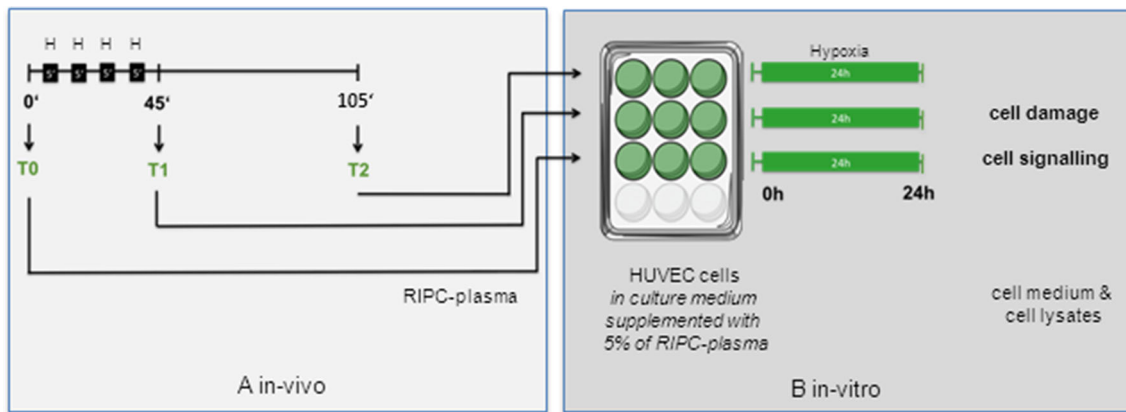 H H H H
5' 5' 5' 5'
0' 45' 105'
T0 T1 T2
RIPC-plasma
A in-vivo
Hypoxia
24h
24h
24h
0h 24h
cell damage
cell signalling
HUVEC cells
in culture medium
supplemented with
5% of RIPC-plasma
cell medium &
cell lysates
B in-vitro